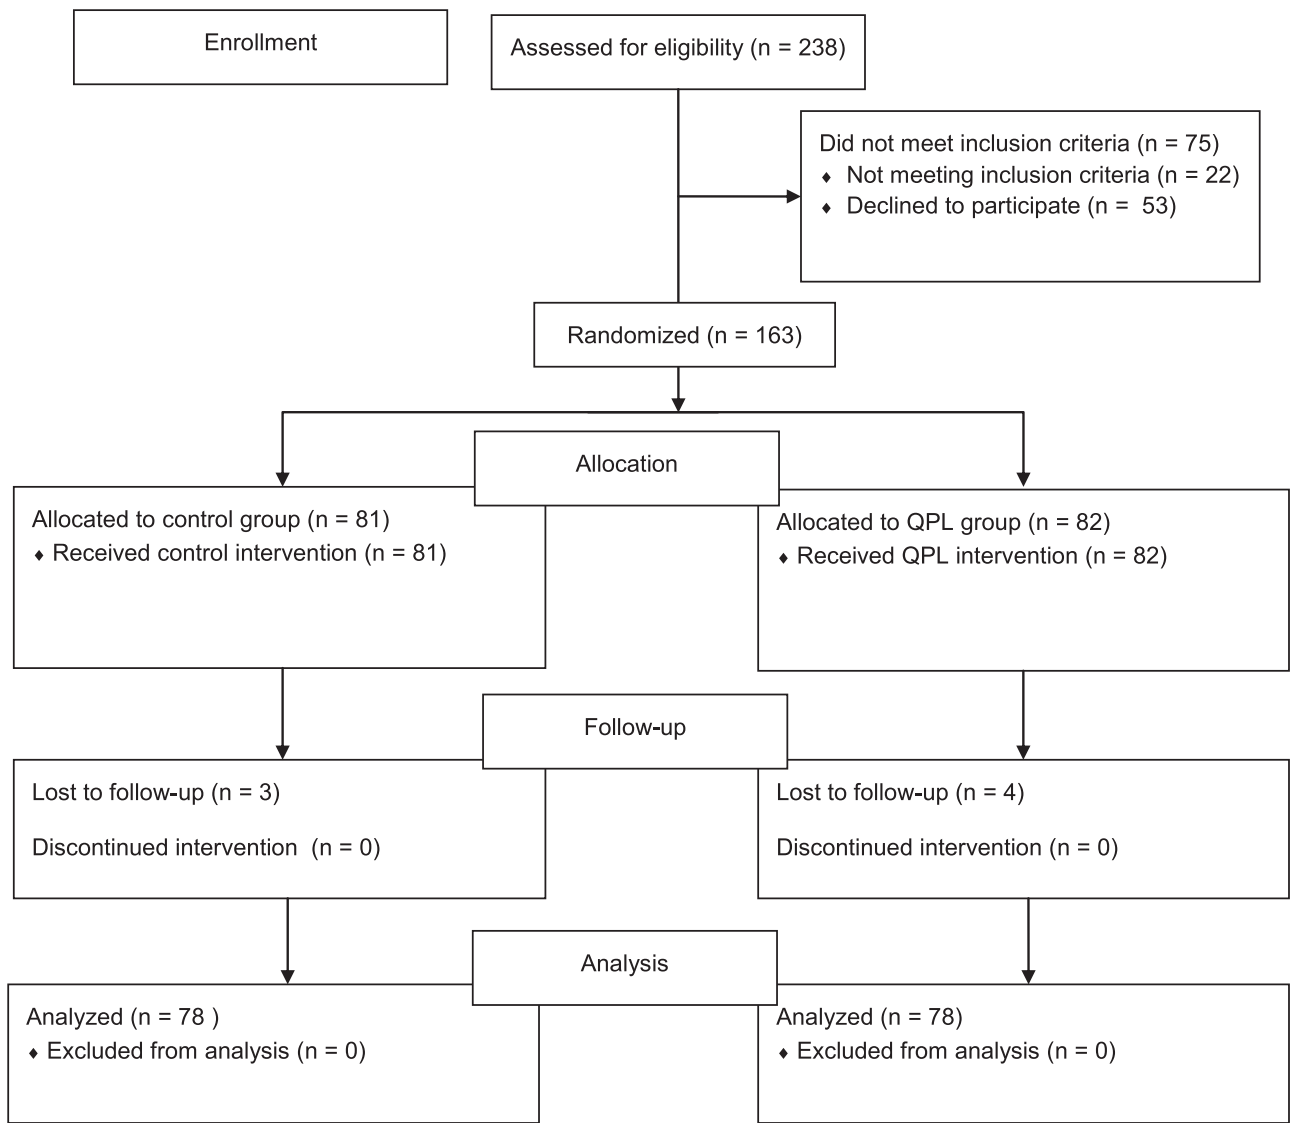 Enrollment
Assessed for eligibility (n = 238)
Did not meet inclusion criteria (n = 75)
♦ Not meeting inclusion criteria (n = 22)
♦ Declined to participate (n =  53)
Randomized (n = 163)
Allocation
Allocated to control group (n = 81)
♦ Received control intervention (n = 81)
Allocated to QPL group (n = 82)
♦ Received QPL intervention (n = 82)
Follow-up
Lost to follow-up (n = 3)
Discontinued intervention  (n = 0)
Lost to follow-up (n = 4)
Discontinued intervention (n = 0)
Analysis
Analyzed (n = 78 )
♦ Excluded from analysis (n = 0)
Analyzed (n = 78)
♦ Excluded from analysis (n = 0)